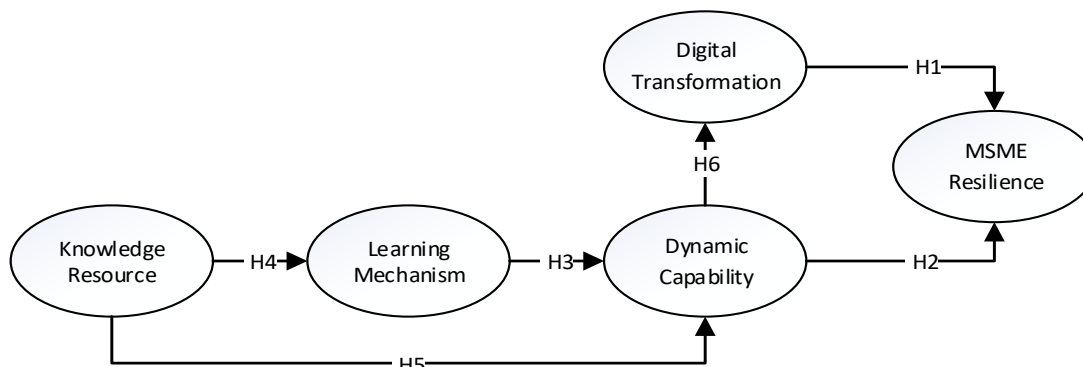 Digital
Transformation
H1
MSME
Resilience
H6
Knowledge
Resource
H4
Learning
Mechanism
H3
Dynamic
Capability
H2
H5